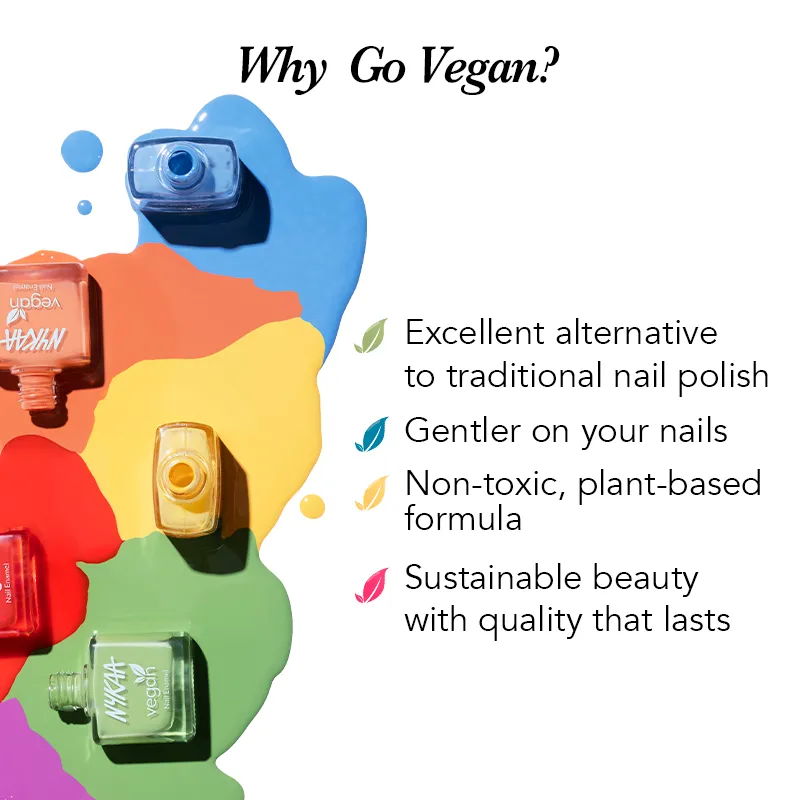 Why Go Vegan?
Nail Enamel
vegan
NYKAA
Excellent alternative
to traditional nail polish
Gentler on your nails
Non-toxic, plant-based
formula
Sustainable beauty
with quality that lasts
Nail Enamel
NYKAA
vegan
Nail Enamel